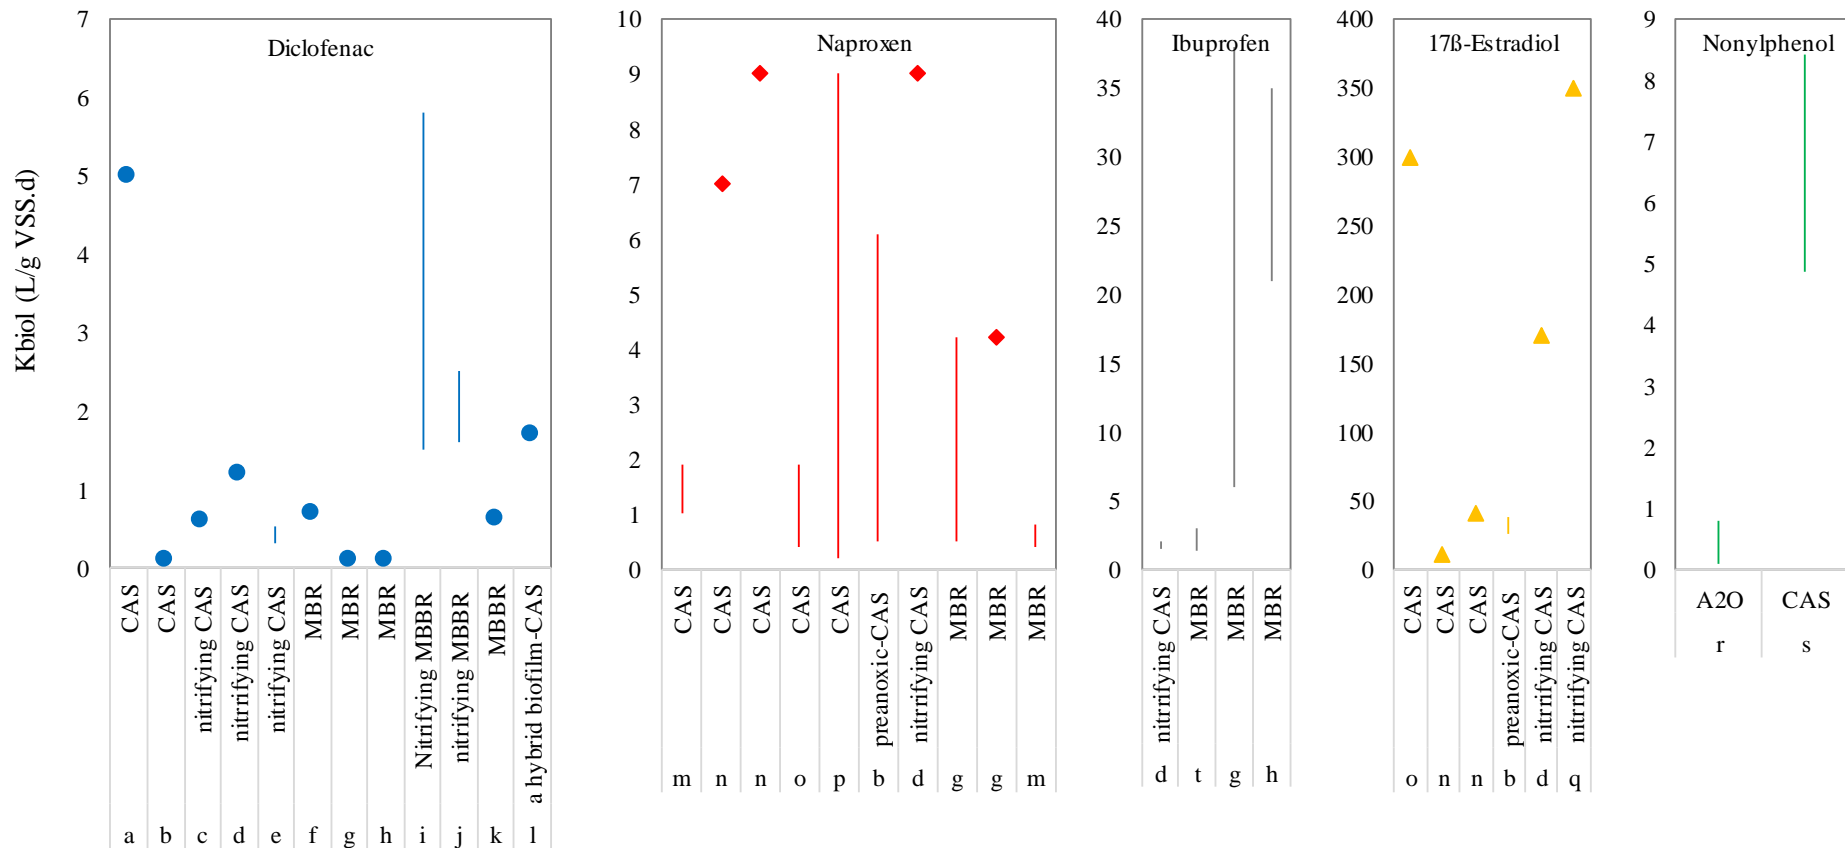 Kbiol (L/g VSS.d)
Diclofenac
7
6
5
4
3
2
1
0
CAS
CAS
nitrifying CAS
nitrrifying CAS
nitrifying CAS
MBR
MBR
MBR
Nitrifying MBBR
nitrifying MBBR
MBBR
a hybrid biofilm-CAS
a b c d e f g h i j k l
Naproxen
10
9
8
7
6
5
4
3
2
1
0
CAS
CAS
CAS
CAS
CAS
preanoxic-CAS
nitrrifying CAS
MBR
MBR
MBR
m n n o p b d g g m
Ibuprofen
40
35
30
25
20
15
10
5
0
nitrrifying CAS
MBR
MBR
MBR
d t g h
17ß-Estradiol
400
350
300
250
200
150
100
50
0
CAS
CAS
CAS
preanoxic-CAS
nitrrifying CAS
nitrrifying CAS
o n n b d q
Nonylphenol
9
8
7
6
5
4
3
2
1
0
A2O CAS
r s